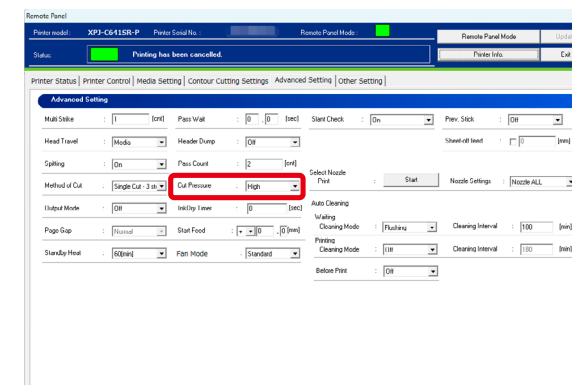 Remote Panel
Printer model : XPJ-C641SR-P Printer Serial No. : Remote Panel Mode : Remote Panel Mode Updat
Status: Printing has been cancelled. Printer Info. Exit
Printer Status Printer Control Media Setting Contour Cutting Settings Advanced Setting Other Setting
Advanced Setting
Multi Strike : 1 [cnt] Pass Wait : 0 . 0 [sec] Slant Check : On Prev. Stick : Off
Head Travel : Media Header Dump : Off Sheet-off feed : 0 [mm]
Spitting : On Pass Count : 2 [cnt]
Select Nozzle
Print : Start Nozzle Settings : Nozzle ALL
Method of Cut : Single Cut - 3 st Cut Pressure : High
Output Mode : Off InkDry Timer : 0 [sec] Auto Cleaning
Waiting
Cleaning Mode : Flushing Cleaning Interval : 100 [min]
Page Gap : Normal Start Feed : + 0 . 0 [mm]
Printing
Cleaning Mode : Off Cleaning Interval : 180 [min]
Standby Heat : 60[min] Fan Mode : Standard
Before Print : Off